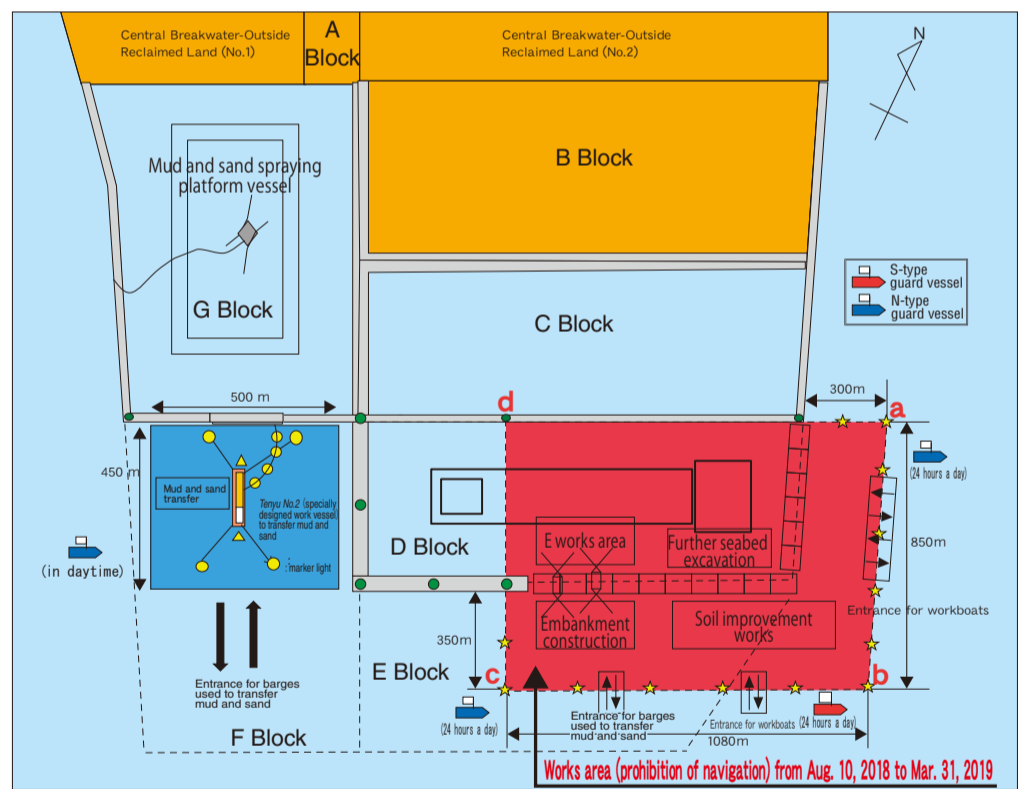 Central Breakwater-Outside
Reclaimed Land (No.1)
A
Block
Central Breakwater-Outside
Reclaimed Land (No.2)
N
B Block
Mud and sand spraying
platform vessel
G Block
C Block
S-type
guard vessel
N-type
guard vessel
500 m
d
300m
a
450 m
Mud and sand
transfer
Tenyu No.2 (specially
designed work vessel)
to transfer mud and
sand
: marker light
(in daytime)
D Block
E works area
Further seabed
excavation
(24 hours a day)
850m
Entrance for workboats
Embankment
construction
Soil improvement
works
350m
E Block
c
b
Entrance for barges
used to transfer
mud and sand
F Block
(24 hours a day)
Entrance for barges
used to transfer
mud and sand
Entrance for workboats
(24 hours a day)
1080m
Works area (prohibition of navigation) from Aug. 10, 2018 to Mar. 31, 2019